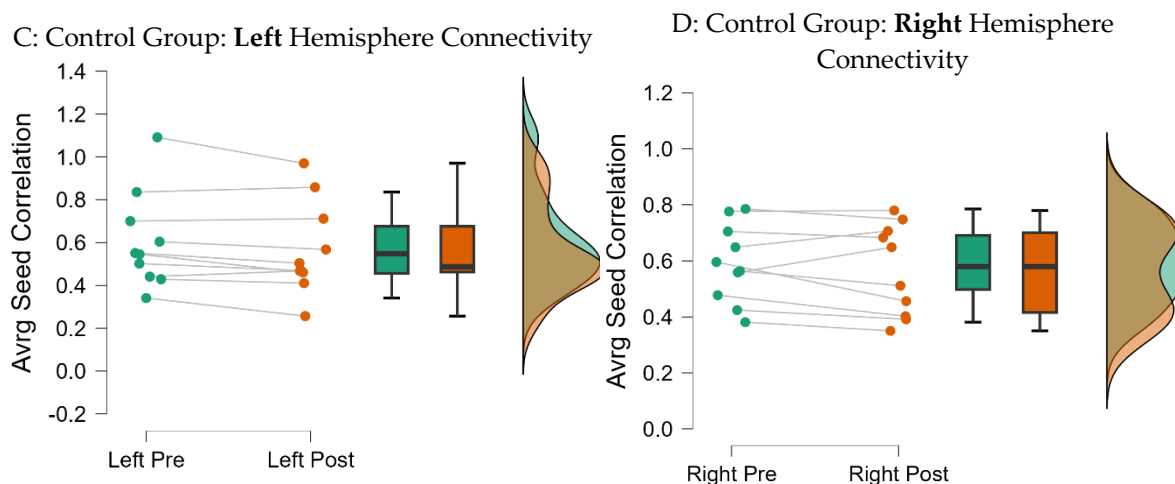 C: Control Group: Left Hemisphere Connectivity
Avrg Seed Correlation
1.4
1.2
1.0
0.8
0.6
0.4
0.2
0.0
-0.2
Left Pre
Left Post
D: Control Group: Right Hemisphere
Connectivity
Avrg Seed Correlation
1.2
1.0
0.8
0.6
0.4
0.2
0.0
Right Pre
Right Post